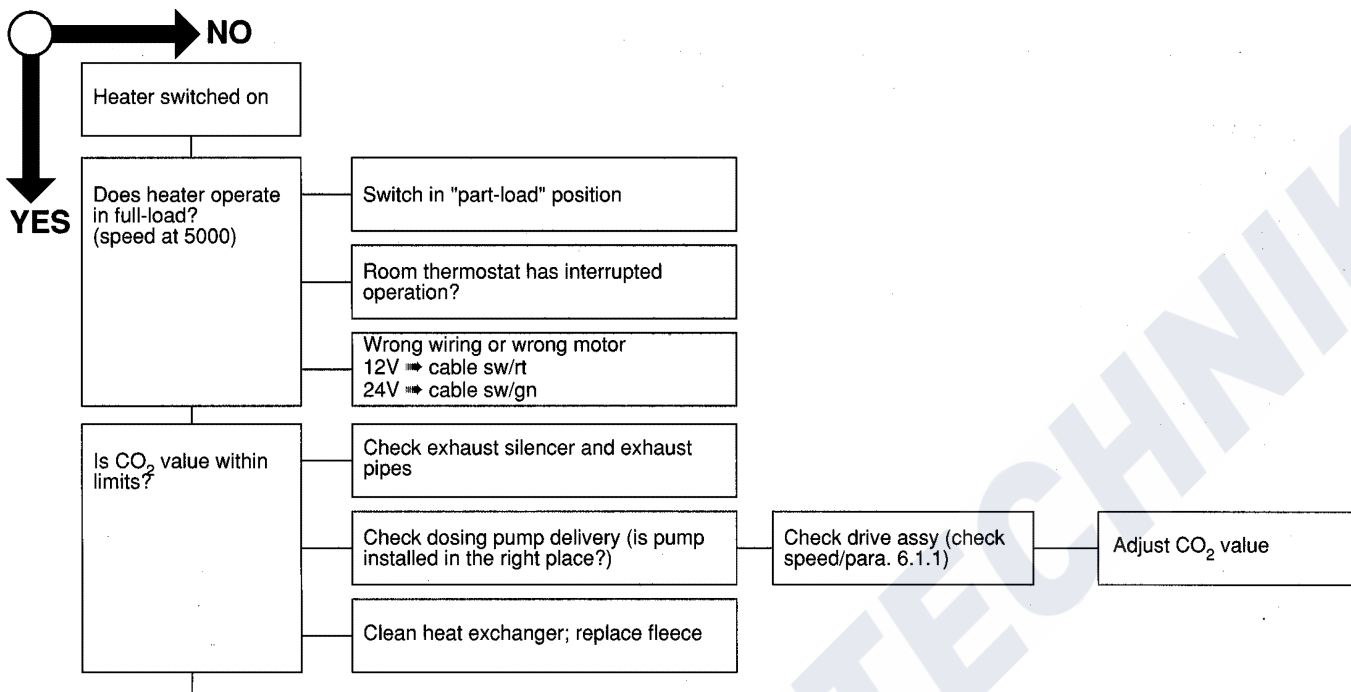 NO
YES
Heater switched on
Does heater operate
in full-load?
(speed at 5000)
Switch in "part-load" position
Room thermostat has interrupted
operation?
Wrong wiring or wrong motor
12V ➠ cable sw/rt
24V ➠ cable sw/gn
Is CO₂ value within
limits?
Check exhaust silencer and exhaust
pipes
Check dosing pump delivery (is pump
installed in the right place?)
Check drive assy (check
speed/para. 6.1.1)
Adjust CO₂ value
Clean heat exchanger; replace fleece
TECHNIK